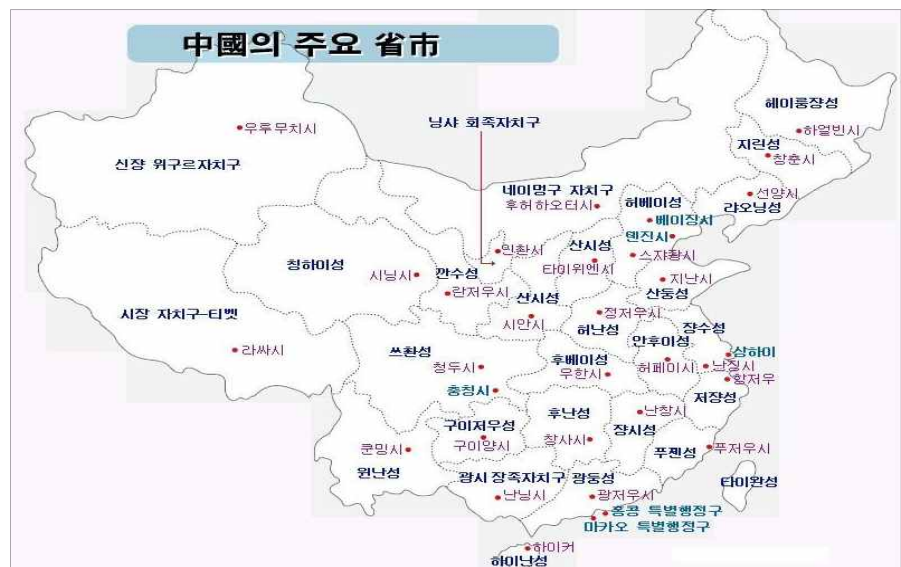 中國의 주요 省市
헤이룽쟝성
우루무치시
닝샤 회족자치구
하얼빈시
지린성
창춘시
신쟝 위구르자치구
네이멍구 자치구
허베이성
선양시
후허하오터시
랴오닝성
베이징시
톈진시
인촨시
산시성
스쟈좡시
칭하이성
타이위엔시
시닝시
깐수성
지난시
란저우시
산시성
산둥성
시장 자치구-티벳
정저우시
시안시
허난성
쟝수성
안후이성
라싸시
쓰촨성
후베이성
상하이
청두시
우한시
허페이시
난징시
항저우
충칭시
저장성
구이저우성
후난성
난창시
구이양시
창사시
쟝시성
쿤밍시
푸젠성
푸저우시
윈난성
광시 장족자치구
광둥성
타이완성
난닝시
광저우시
홍콩 특별행정구
마카오 특별행정구
하이커
하이난성